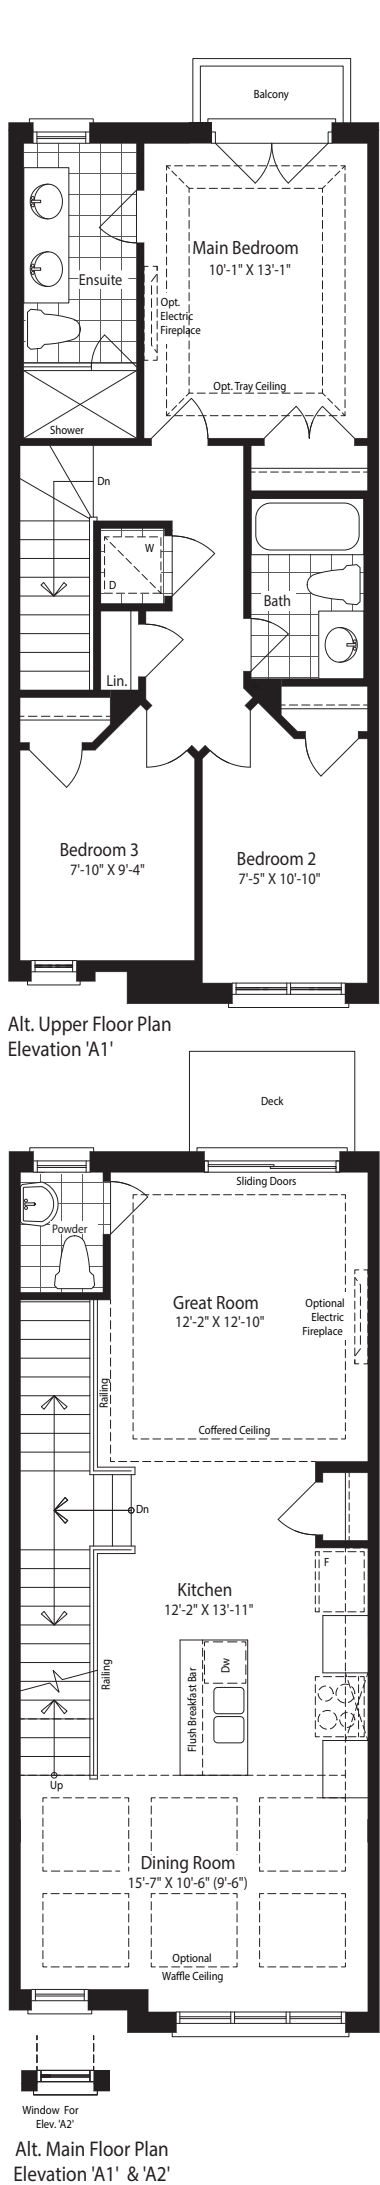 Balcony
Main Bedroom
10'-1" X 13'-1"
Ensuite
Opt.
Electric
Fireplace
Opt. Tray Ceiling
Shower
Dn
W
D
Bath
Lin.
Bedroom 3
7'-10" X 9'-4"
Bedroom 2
7'-5" X 10'-10"
Alt. Upper Floor Plan
Elevation 'A1'
Deck
Sliding Doors
Powder
Great Room
12'-2" X 12'-10"
Optional
Electric
Fireplace
Railing
Coffered Ceiling
Dn
F
Kitchen
12'-2" X 13'-11"
Railing
Flush Breakfast Bar
Dw
Up
Dining Room
15'-7" X 10'-6" (9'-6")
Optional
Waffle Ceiling
Window For
Elev. 'A2'
Alt. Main Floor Plan
Elevation 'A1' & 'A2'